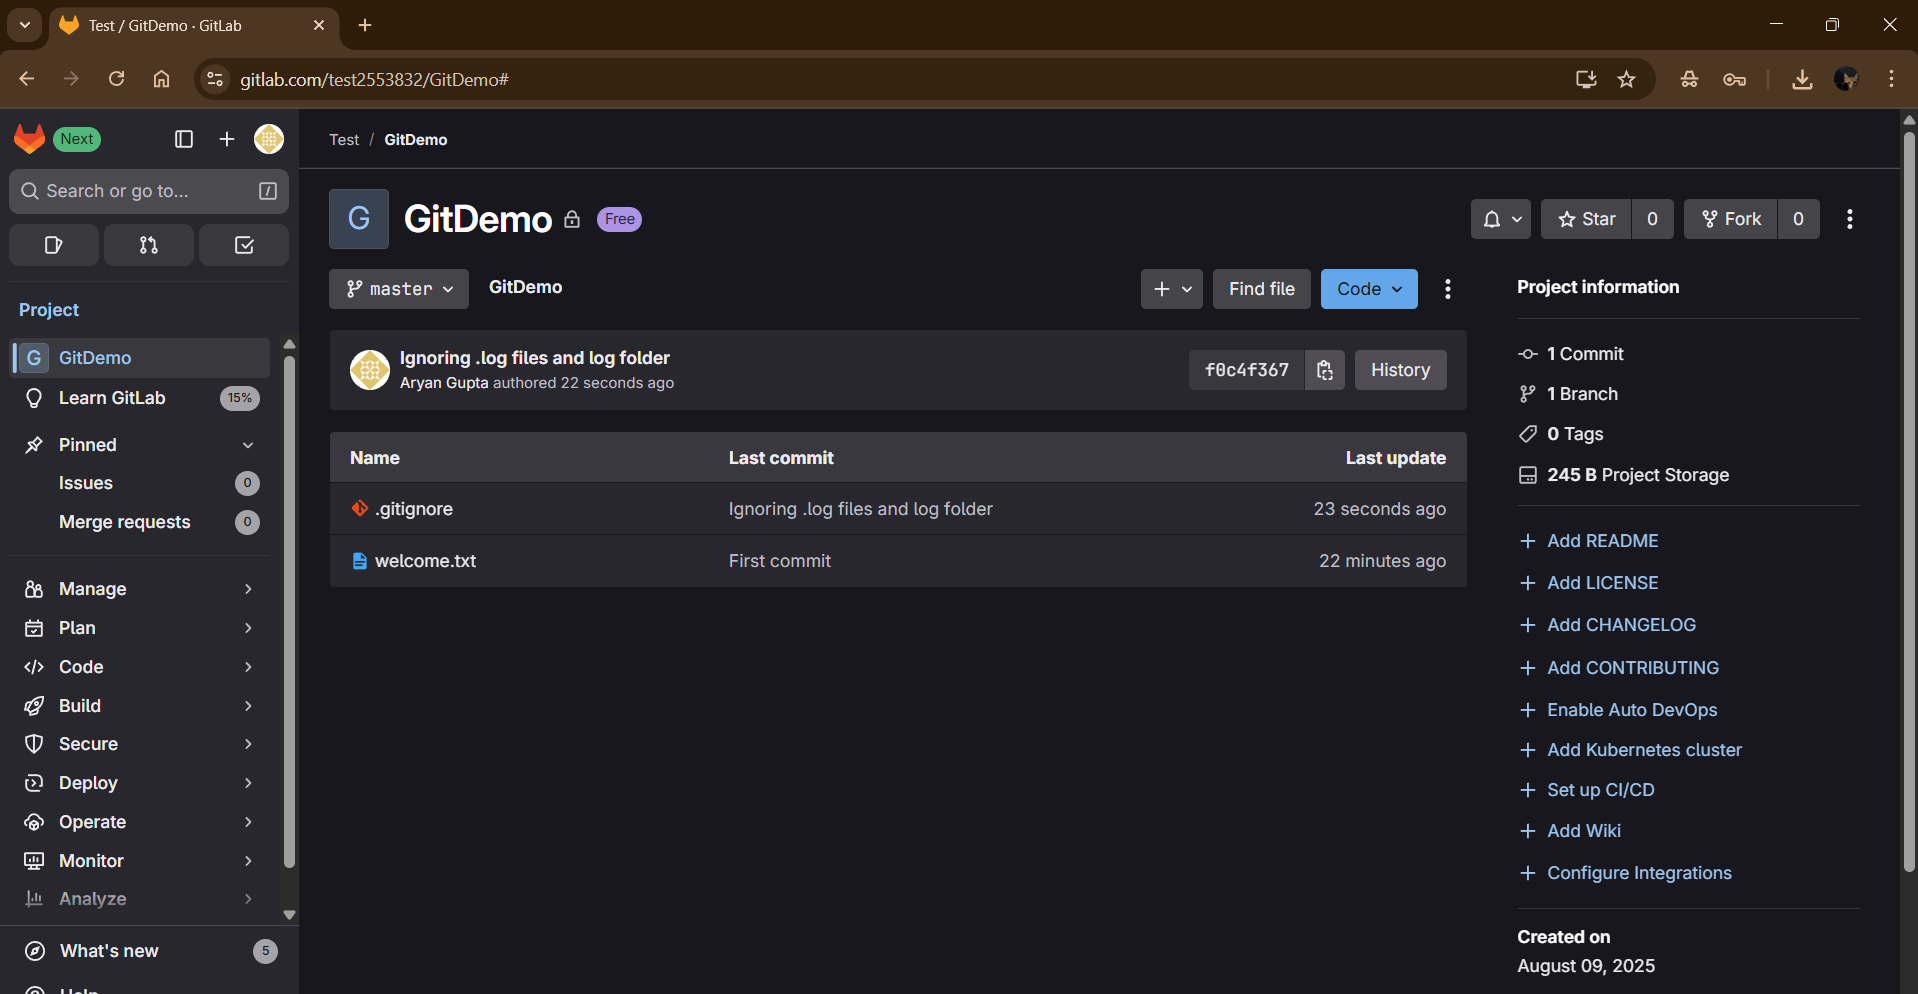 Test / GitDemo · GitLab
gitlab.com/test2553832/GitDemo#
Next
Search or go to...
/
Project
G GitDemo
Learn GitLab 15%
Pinned
Issues 0
Merge requests 0
Manage
Plan
Code
Build
Secure
Deploy
Operate
Monitor
Analyze
What's new 5
Help
Test / GitDemo
G GitDemo Free
Star 0 Fork 0
master GitDemo Find file Code
Ignoring .log files and log folder
Aryan Gupta authored 22 seconds ago
f0c4f367 History
Name Last commit Last update
.gitignore Ignoring .log files and log folder 23 seconds ago
welcome.txt First commit 22 minutes ago
Project information
1 Commit
1 Branch
0 Tags
245 B Project Storage
Add README
Add LICENSE
Add CHANGELOG
Add CONTRIBUTING
Enable Auto DevOps
Add Kubernetes cluster
Set up CI/CD
Add Wiki
Configure Integrations
Created on
August 09, 2025